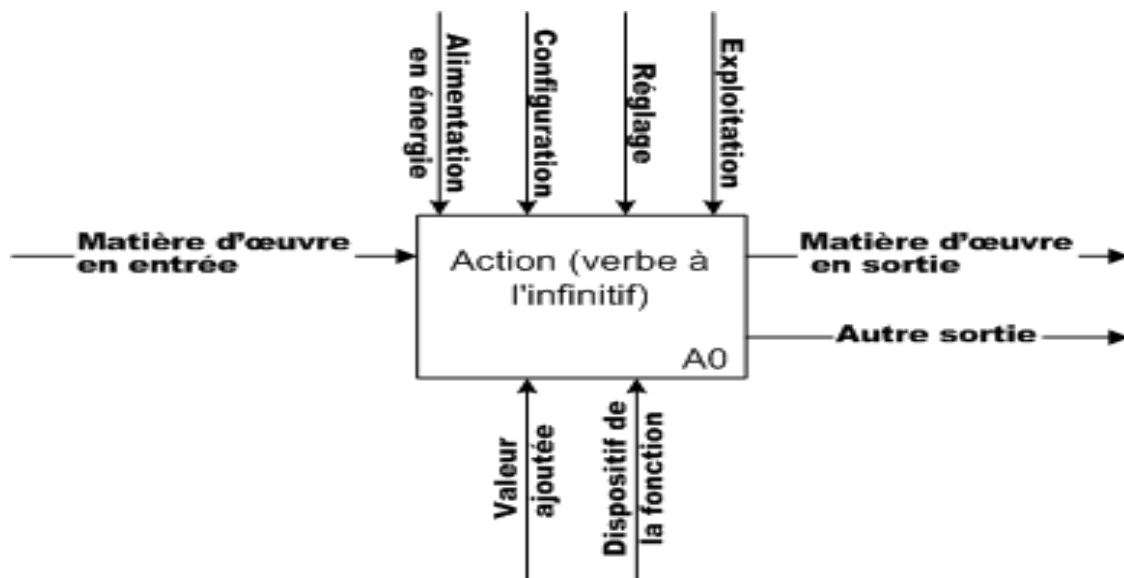 Alimentation
en énergie
Configuration
Réglage
Exploitation
Matière d'œuvre
en entrée
Action (verbe à
l'infinitif)
A0
Matière d'œuvre
en sortie
Autre sortie
Valeur
ajoutée
Dispositif de
la fonction